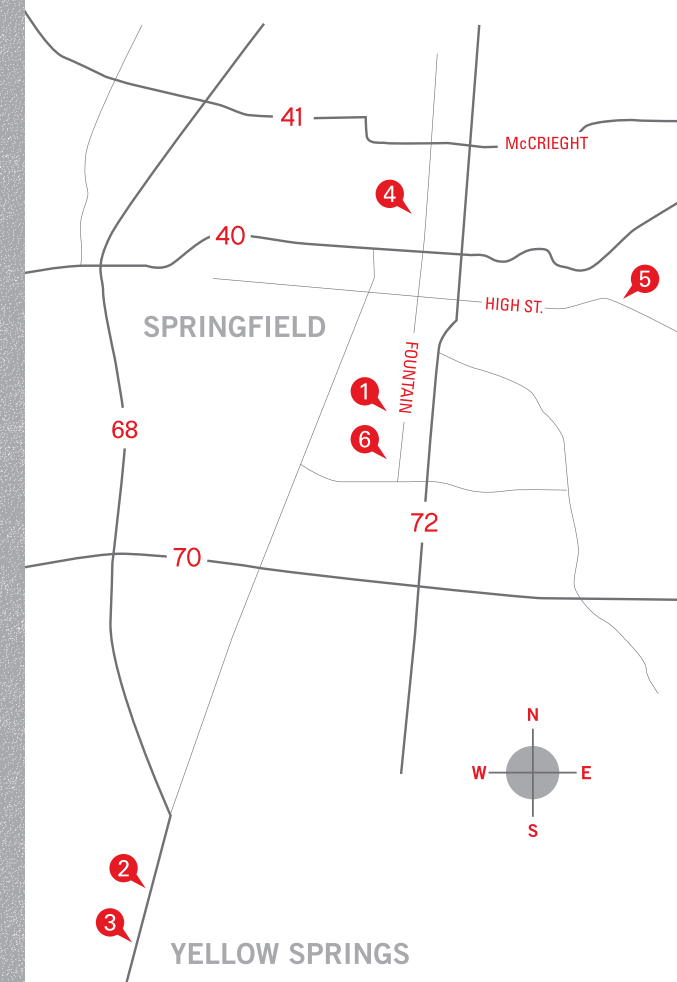 41
McCRIEGHT
4
40
5
HIGH ST.
SPRINGFIELD
FOUNTAIN
1
68
6
72
70
N
W E
S
2
3
YELLOW SPRINGS